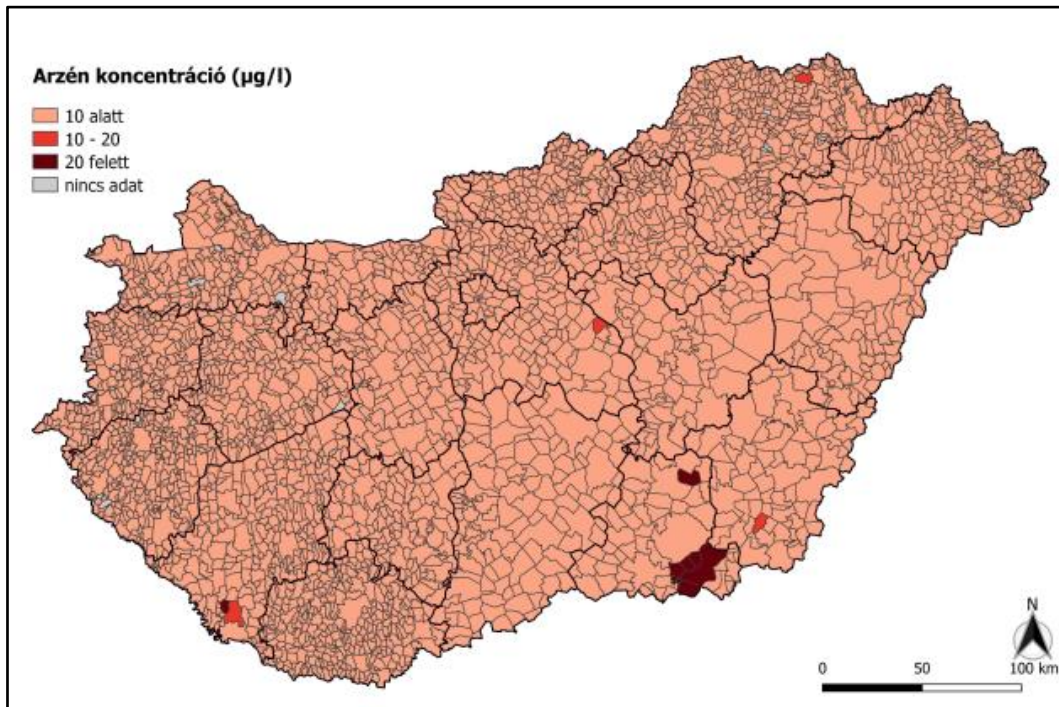 Arzén koncentráció (µg/l)
10 alatt
10 - 20
20 felett
nincs adat
N
0 50 100 km